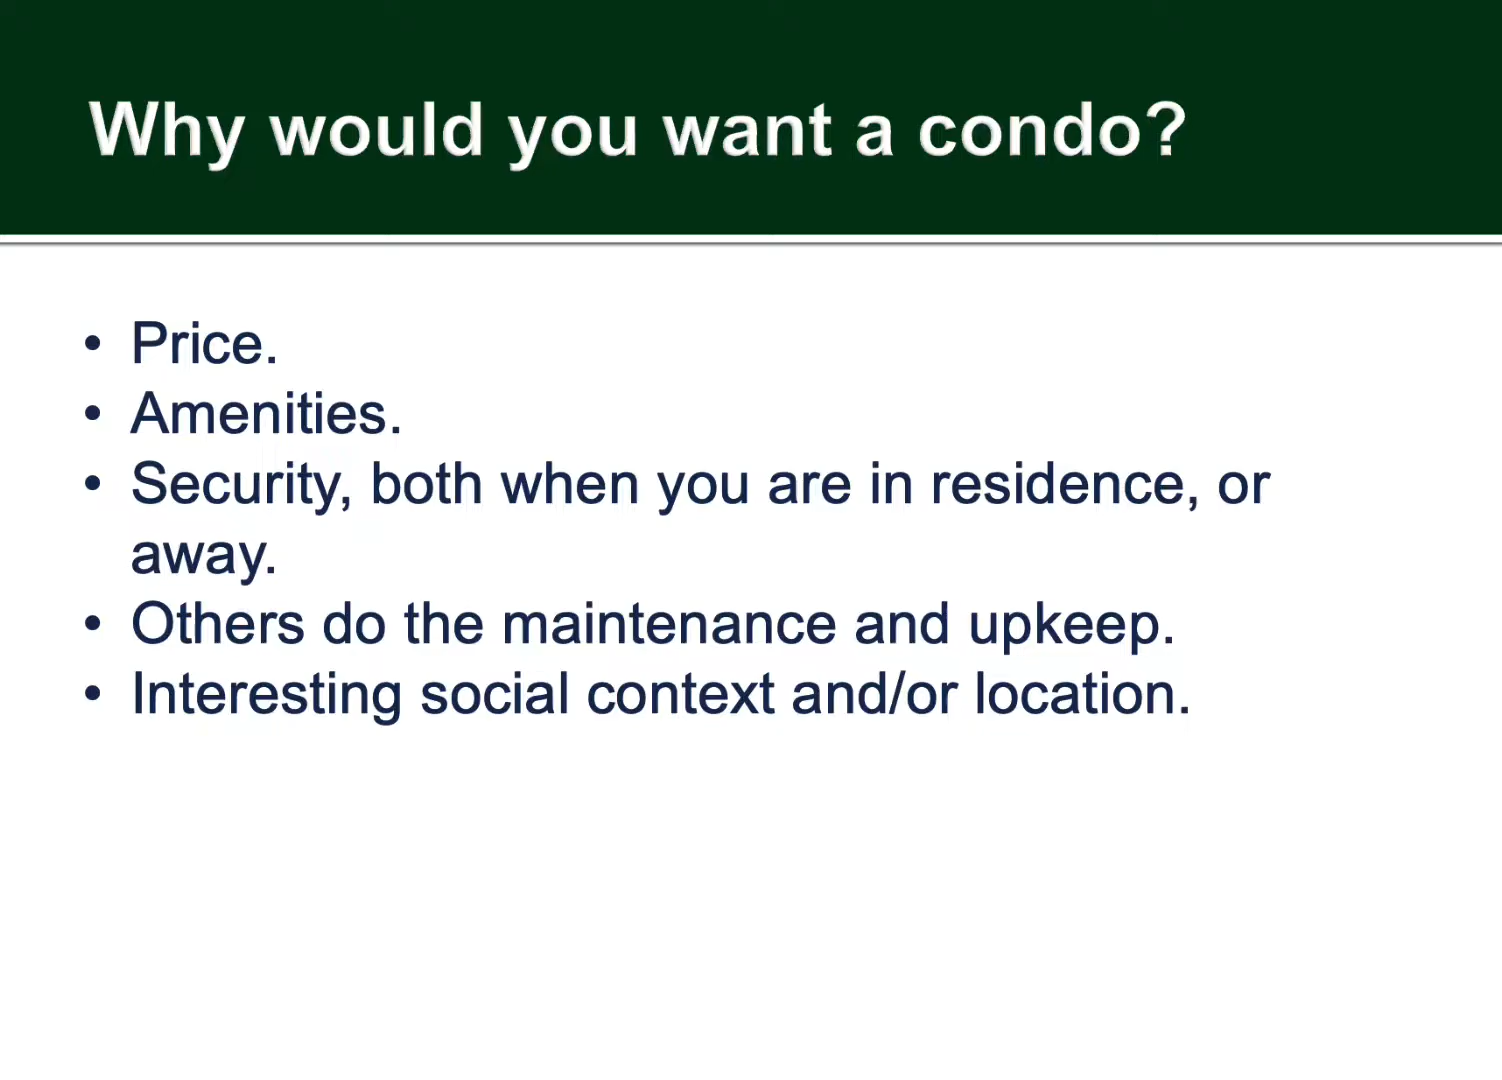 Why would you want a condo?
• Price.
• Amenities.
• Security, both when you are in residence, or
away.
• Others do the maintenance and upkeep.
• Interesting social context and/or location.